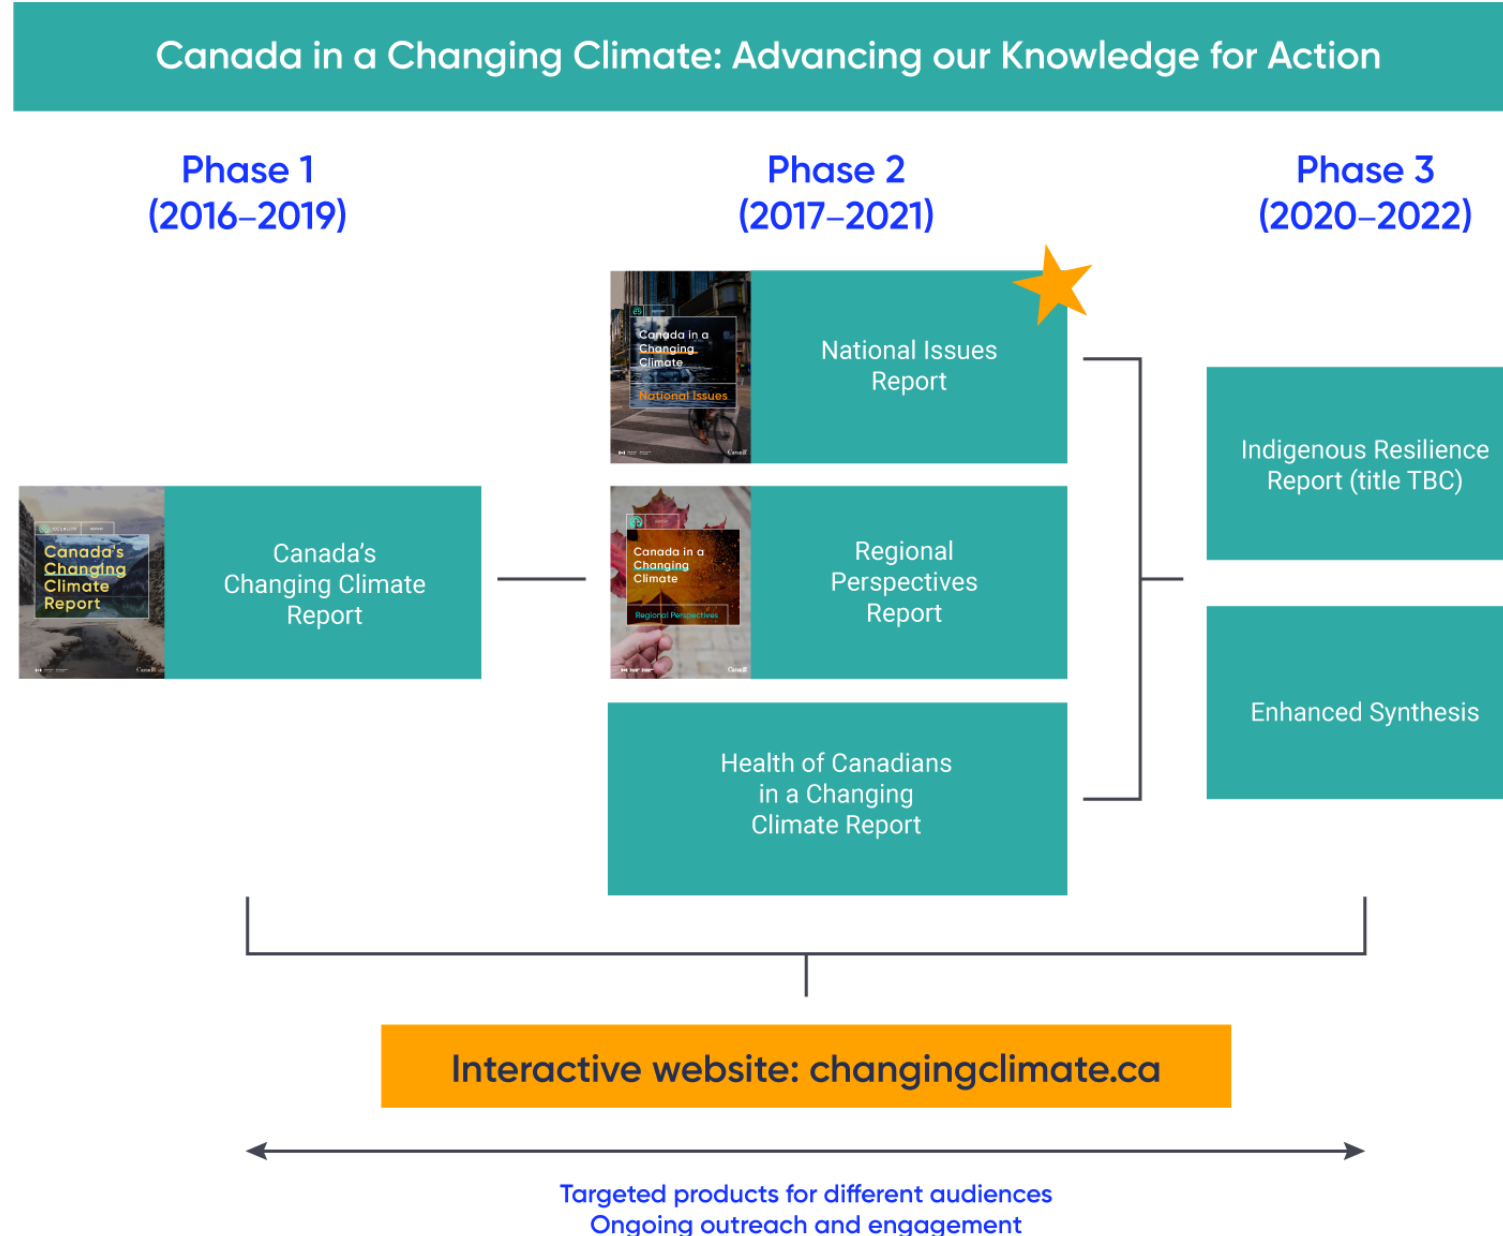 Canada in a Changing Climate: Advancing our Knowledge for Action
Phase 1
(2016–2019)
Phase 2
(2017–2021)
Phase 3
(2020–2022)
Canada in a
Changing
Climate
National Issues
Canada
National Issues
Report
Canada's
Changing
Climate
Report
Canada
Canada’s
Changing Climate
Report
Canada in a
Changing
Climate
Regional Perspectives
Canada
Regional
Perspectives
Report
Health of Canadians
in a Changing
Climate Report
Indigenous Resilience
Report (title TBC)
Enhanced Synthesis
Interactive website: changingclimate.ca
Targeted products for different audiences
Ongoing outreach and engagement